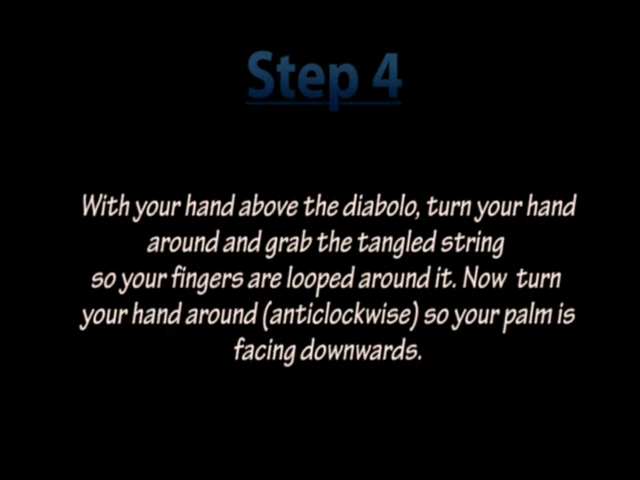 Step 4
With your hand above the diabolo, turn your hand
around and grab the tangled string
so your fingers are looped around it. Now turn
your hand around (anticlockwise) so your palm is
facing downwards.